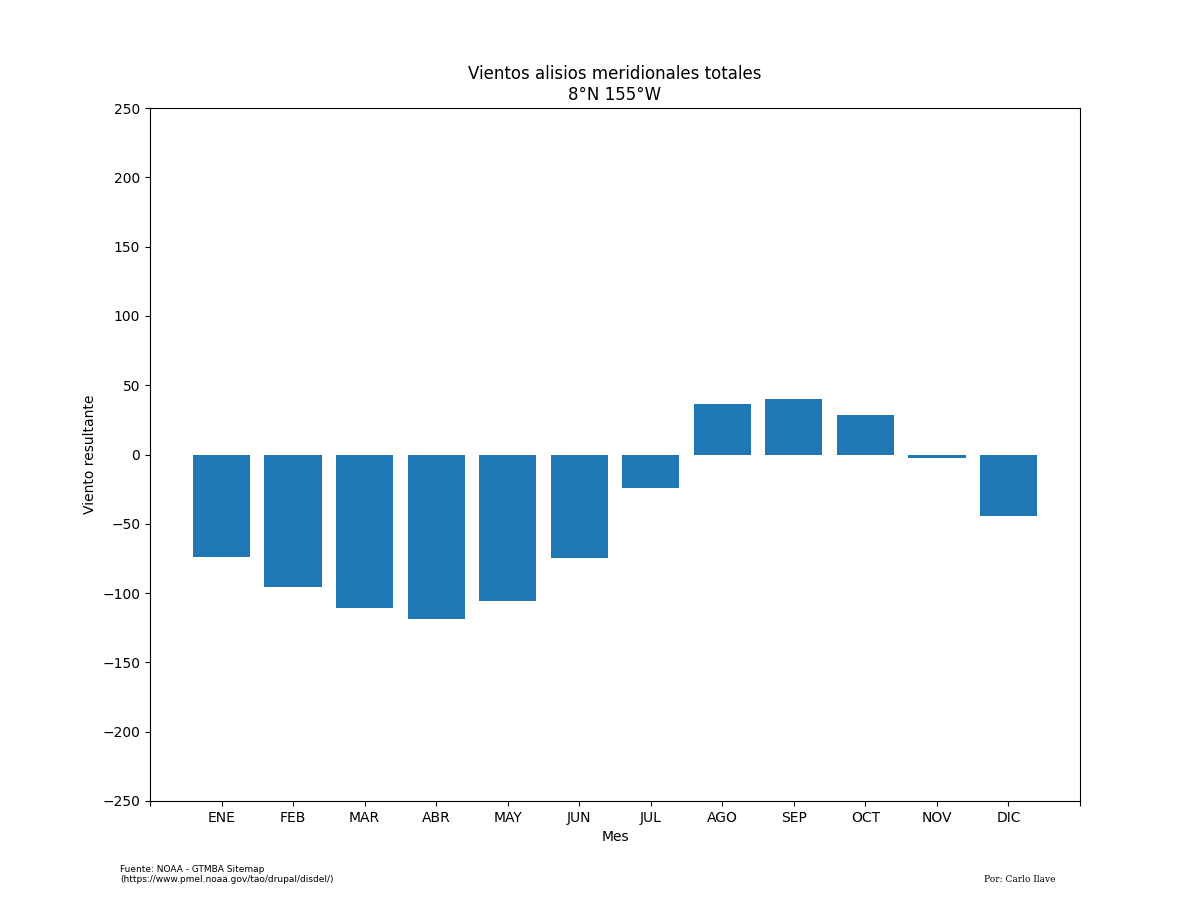 Vientos alisios meridionales totales
8°N 155°W
250
200
150
100
50
0
−50
−100
−150
−200
−250
Viento resultante
ENE FEB MAR ABR MAY JUN JUL AGO SEP OCT NOV DIC
Mes
Fuente: NOAA - GTMBA Sitemap
(https://www.pmel.noaa.gov/tao/drupal/disdel/)
Por: Carlo Ilave